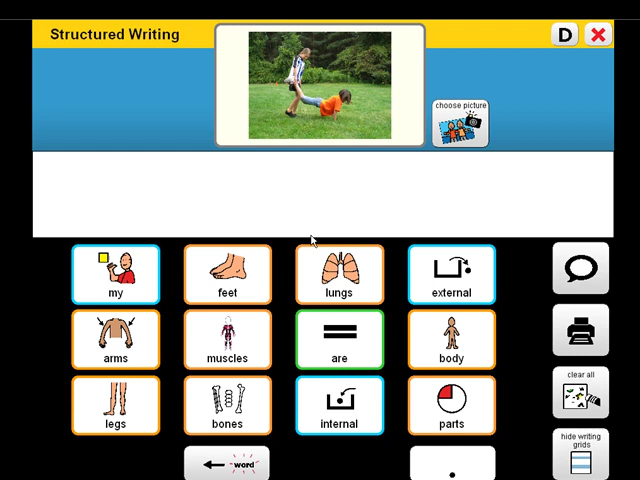 Structured Writing
D
choose picture
my feet lungs external
arms muscles are body
legs bones internal parts
clear all
hide writing
grids
word .